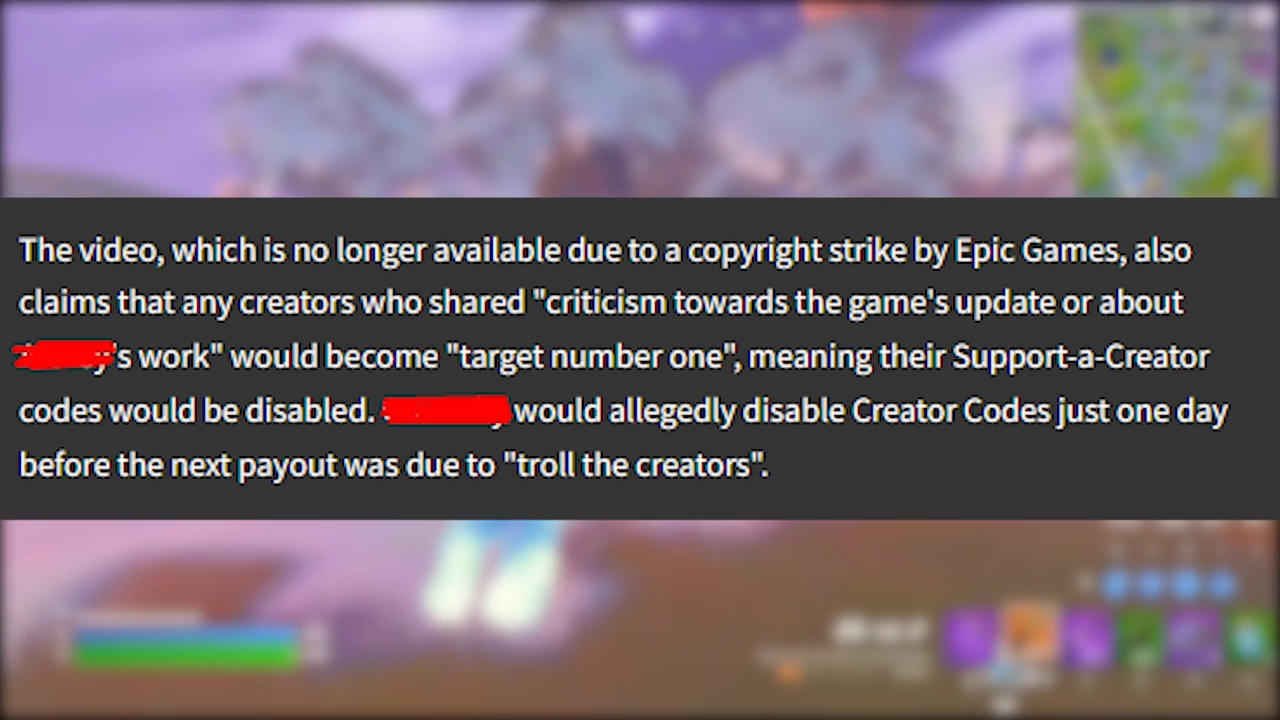 The video, which is no longer available due to a copyright strike by Epic Games, also
claims that any creators who shared "criticism towards the game's update or about
's work" would become "target number one", meaning their Support-a-Creator
codes would be disabled. would allegedly disable Creator Codes just one day
before the next payout was due to "troll the creators".